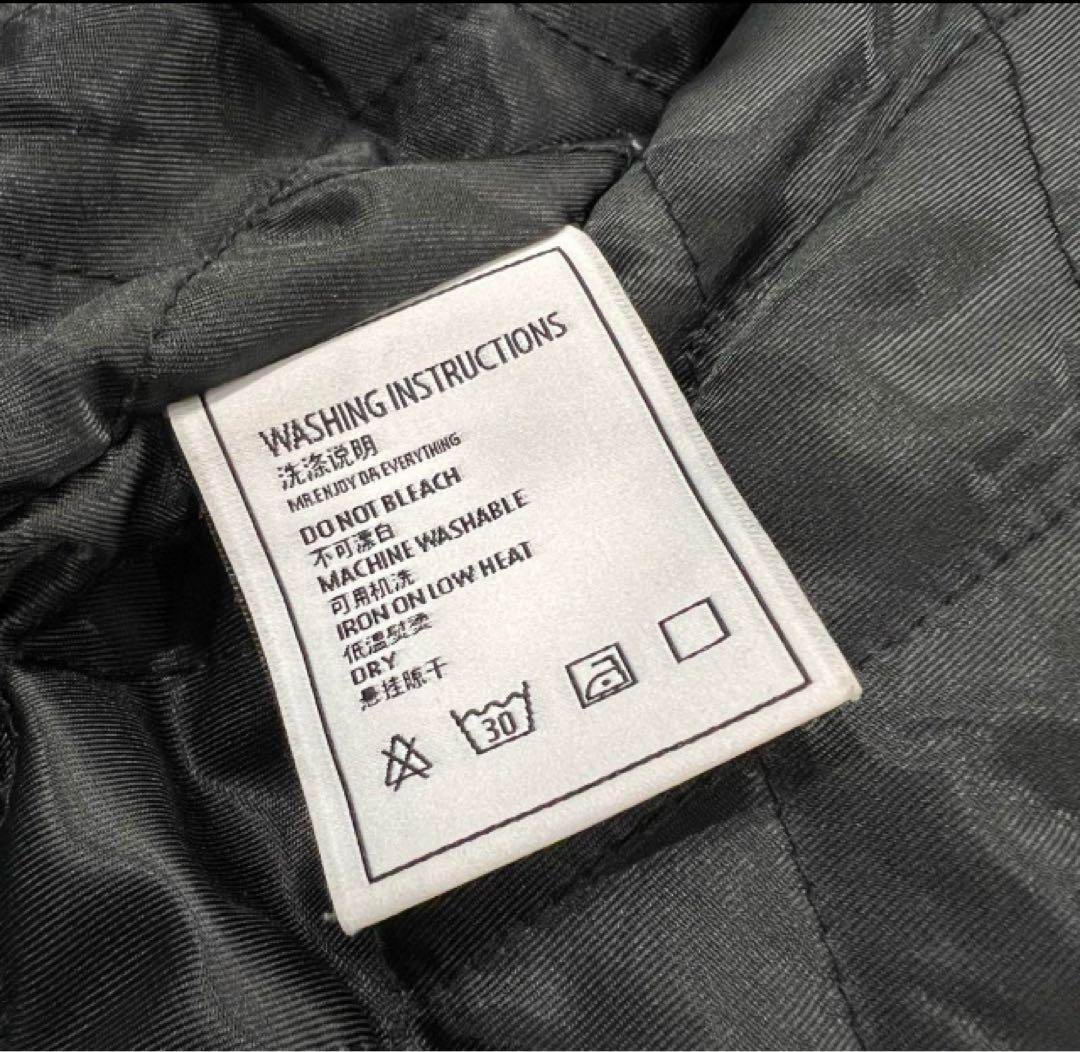 WASHING INSTRUCTIONS
洗涤说明
MR.ENJOY DA EVERYTHING
DO NOT BLEACH
不可漂白
MACHINE WASHABLE
可用机洗
IRON ON LOW HEAT
低温熨烫
DRY
悬挂晾干
30